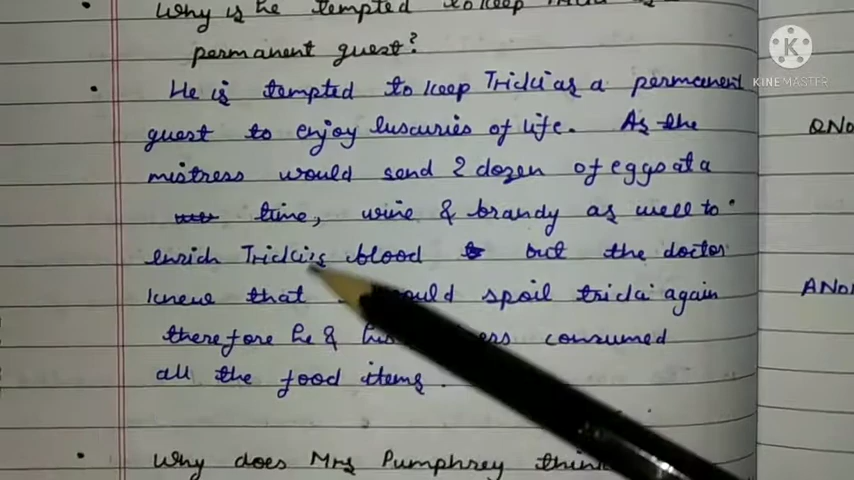 Why is he tempted to keep
permanent guest?
He is tempted to keep Tricki as a permanent
guest to enjoy luscuries of life. As the
mistress would send 2 dozen of eggs at a
time, wine & brandy as well to
enrich Tricki's blood but the doctor
knew that would spoil tricki again
therefore he & consumed
all the food items.
Why does Mrs Pumphrey think
QNo
ANo
K
KINEMASTER